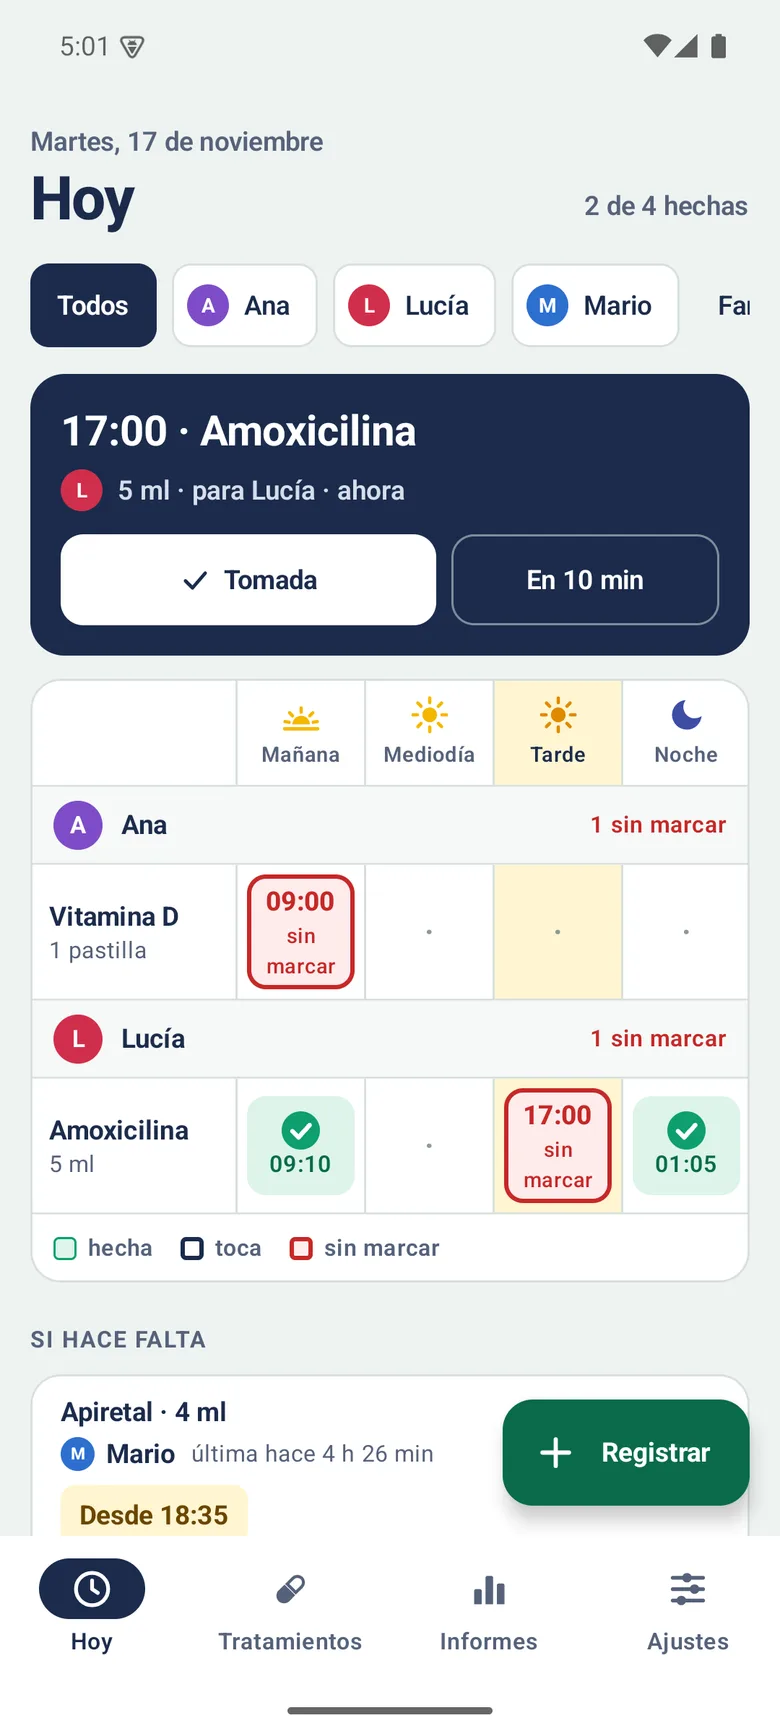 5:01
Martes, 17 de noviembre
Hoy
2 de 4 hechas
Todos
A Ana
L Lucía
M Mario
Far
17:00 · Amoxicilina
L 5 ml · para Lucía · ahora
Tomada
En 10 min
Mañana Mediodía Tarde Noche
A Ana 1 sin marcar
Vitamina D
1 pastilla
09:00
sin
marcar
L Lucía 1 sin marcar
Amoxicilina
5 ml
09:10
17:00
sin
marcar
01:05
hecha toca sin marcar
SI HACE FALTA
Apiretal · 4 ml
M Mario última hace 4 h 26 min
Desde 18:35
Registrar
Hoy Tratamientos Informes Ajustes